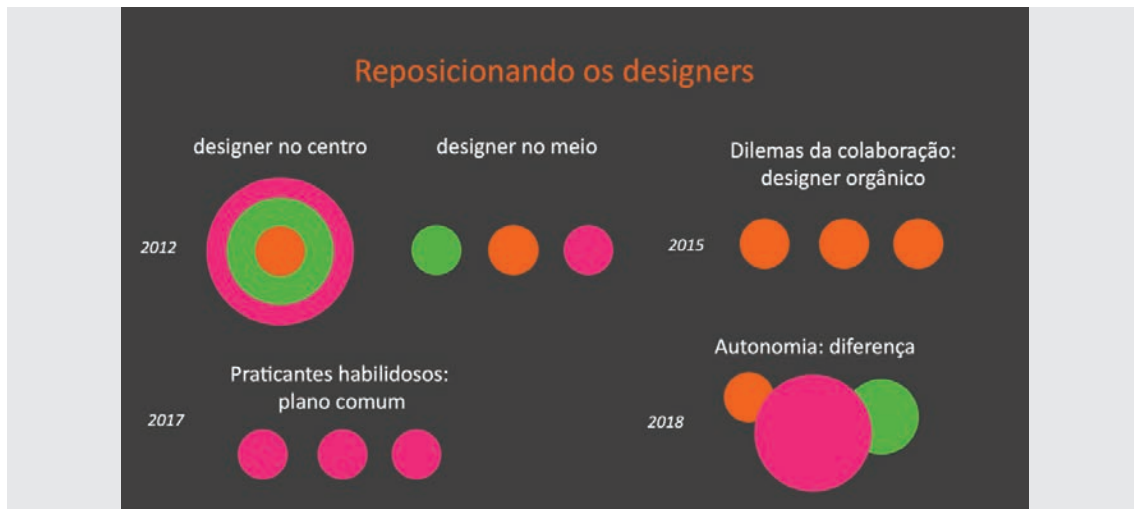 Reposicionando os designers
designer no centro
designer no meio
Dilemas da colaboração:
designer orgânico
2012
2015
Praticantes habilidosos:
plano comum
2017
Autonomia: diferença
2018